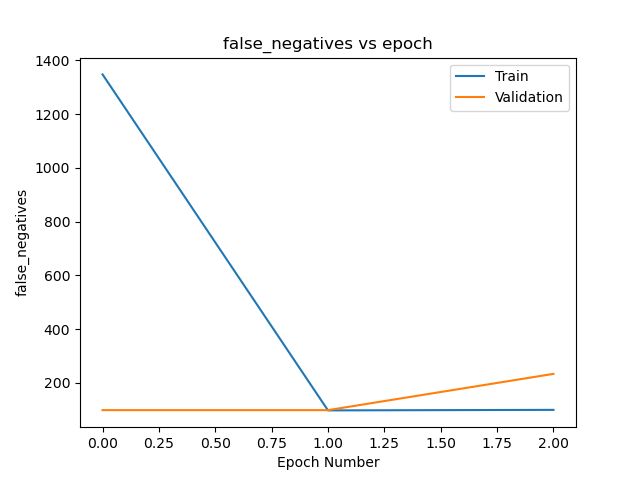 false_negatives vs epoch
Train
Validation
1400
1200
1000
800
600
400
200
false_negatives
0.00 0.25 0.50 0.75 1.00 1.25 1.50 1.75 2.00
Epoch Number